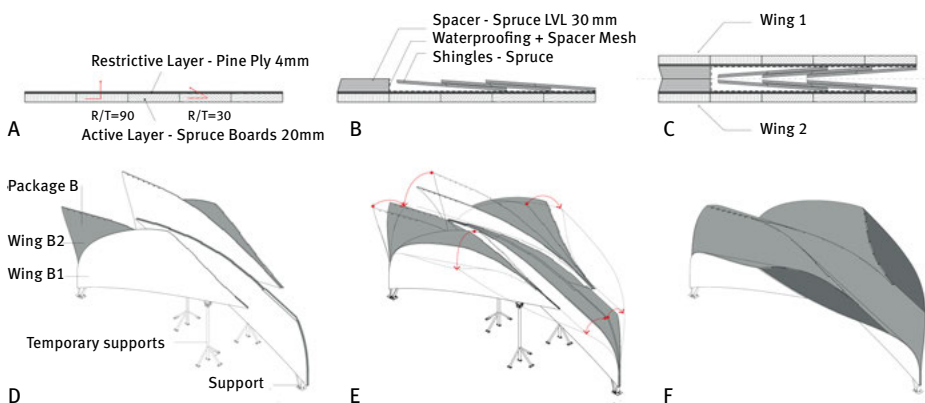 Restrictive Layer - Pine Ply 4mm
R/T=90
R/T=30
Active Layer - Spruce Boards 20mm
A
Spacer - Spruce LVL 30 mm
Waterproofing + Spacer Mesh
Shingles - Spruce
B
Wing 1
Wing 2
C
Package B
Wing B2
Wing B1
Temporary supports
Support
D
E
F